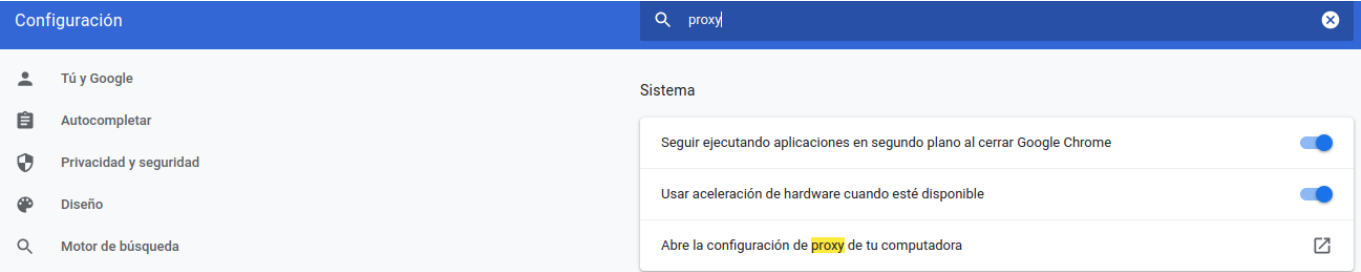 Configuración
proxy
Tú y Google
Autocompletar
Privacidad y seguridad
Diseño
Motor de búsqueda
Sistema
Seguir ejecutando aplicaciones en segundo plano al cerrar Google Chrome
Usar aceleración de hardware cuando esté disponible
Abre la configuración de proxy de tu computadora